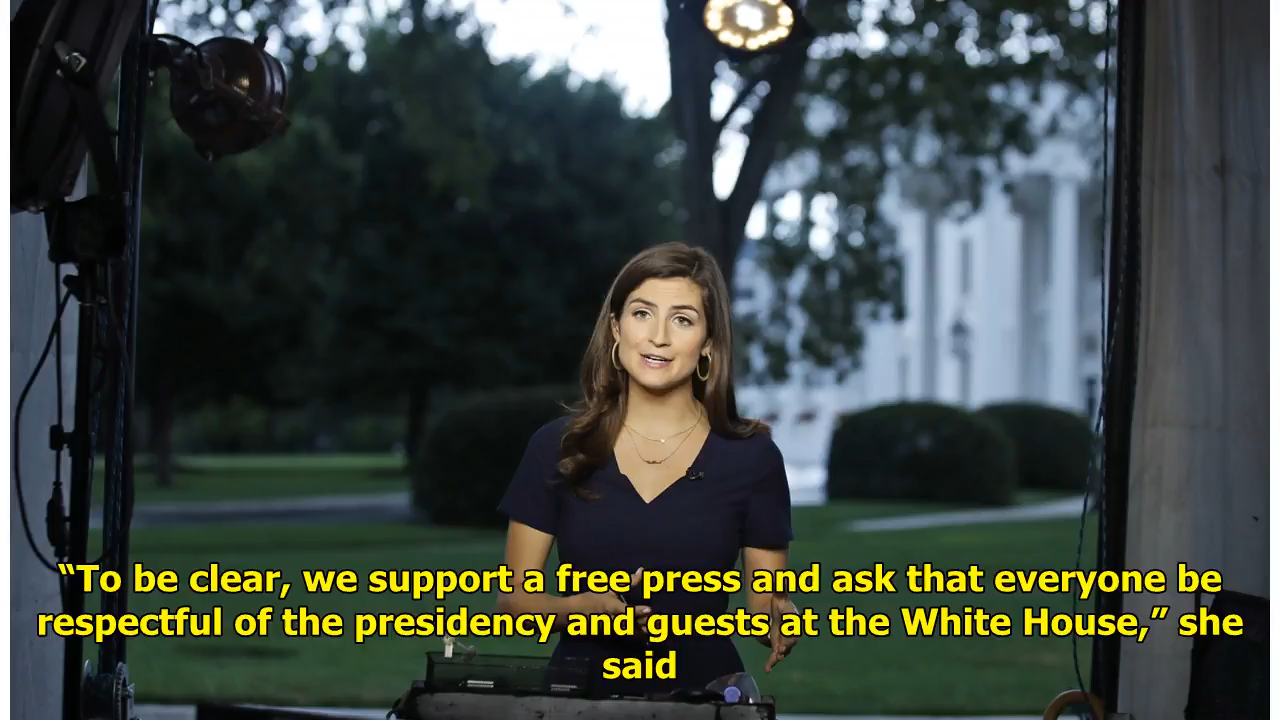 “To be clear, we support a free press and ask that everyone be
respectful of the presidency and guests at the White House,” she
said